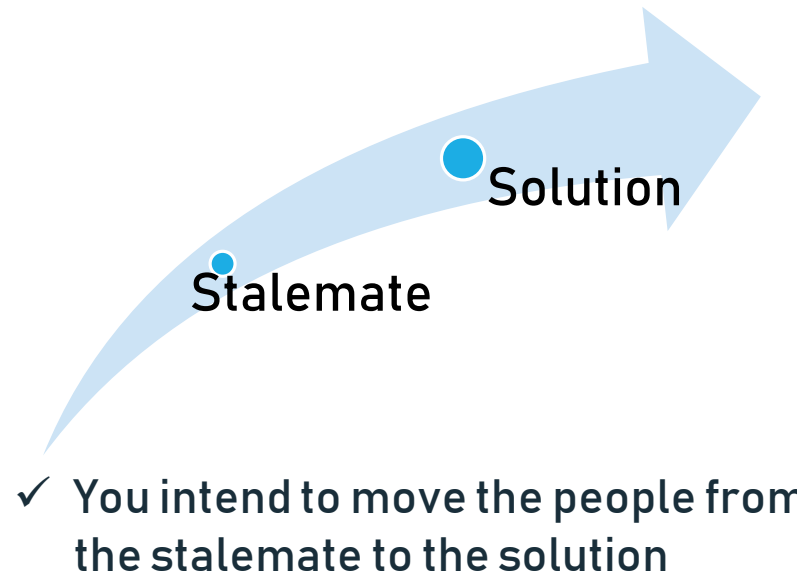 Solution
Stalemate
✓ You intend to move the people from
the stalemate to the solution